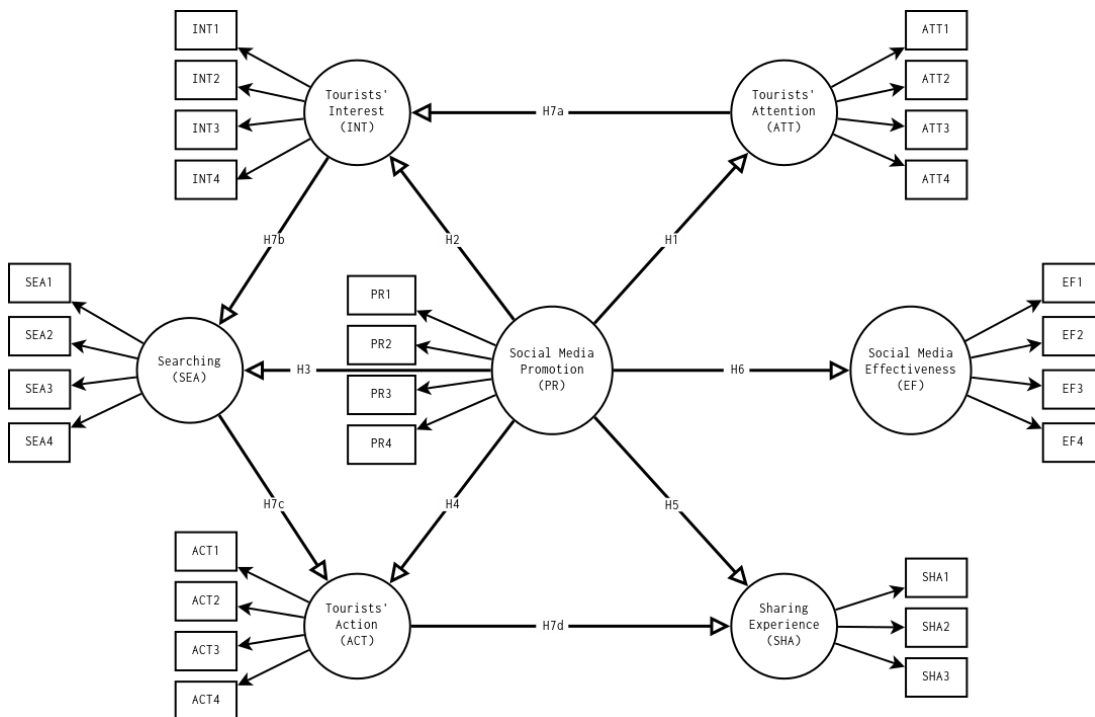 INT1
INT2
INT3
INT4
Tourists'
Interest
(INT)
H7a
Tourists'
Attention
(ATT)
ATT1
ATT2
ATT3
ATT4
H7b
H2
H1
SEA1
SEA2
SEA3
SEA4
Searching
(SEA)
H3
PR1
PR2
PR3
PR4
Social Media
Promotion
(PR)
H6
Social Media
Effectiveness
(EF)
EF1
EF2
EF3
EF4
H7c
H4
H5
ACT1
ACT2
ACT3
ACT4
Tourists'
Action
(ACT)
H7d
Sharing
Experience
(SHA)
SHA1
SHA2
SHA3